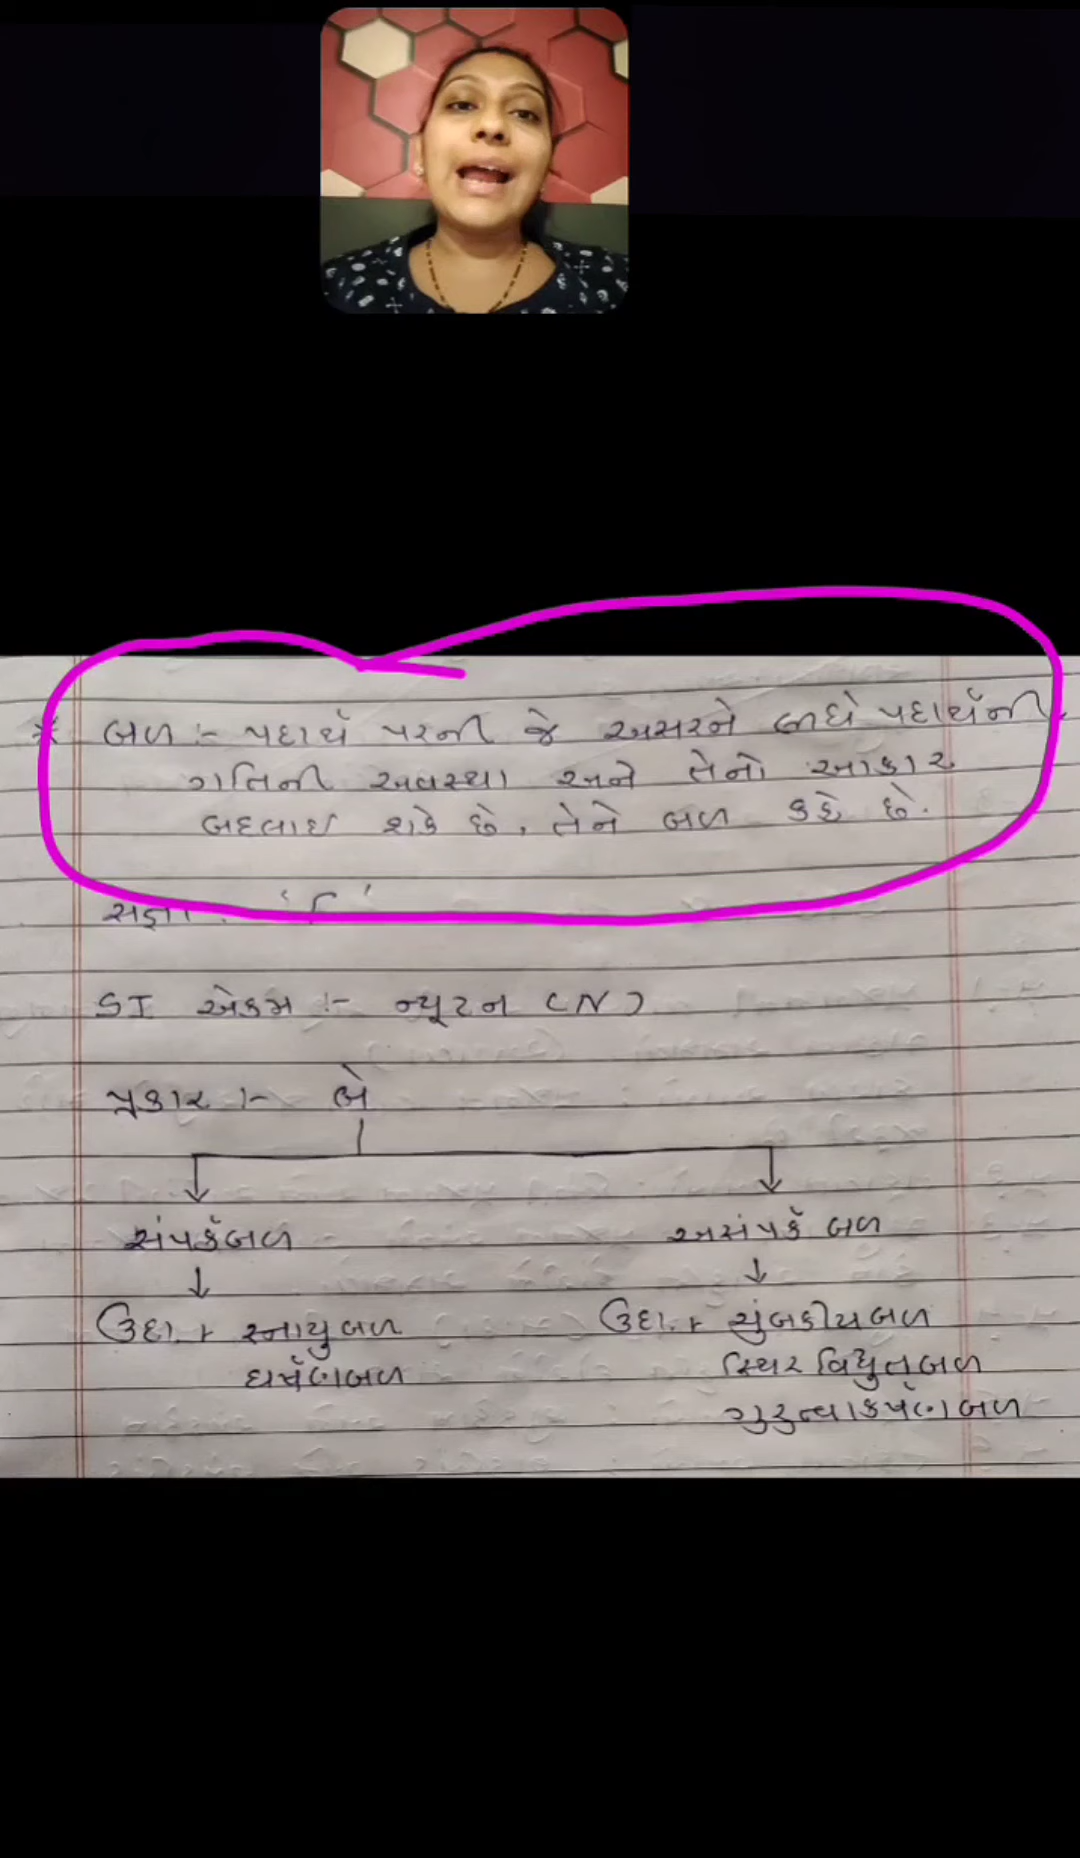 * બળ :- પદાર્થ પરની જે અસરને લીધે પદાર્થની
ગતિની અવસ્થા અને તેનો આકાર
બદલાઈ શકે છે, તેને બળ કહે છે.
સંજ્ઞા :
SI એકમ :- ન્યૂટન (N)
પ્રકાર :- બે
સંપર્કબળ અસંપર્ક બળ
ઉદા. સ્નાયુબળ ઉદા. ચુંબકીયબળ
ઘર્ષણબળ સ્થિર વિદ્યુતબળ
ગુરુત્વાકર્ષણબળ